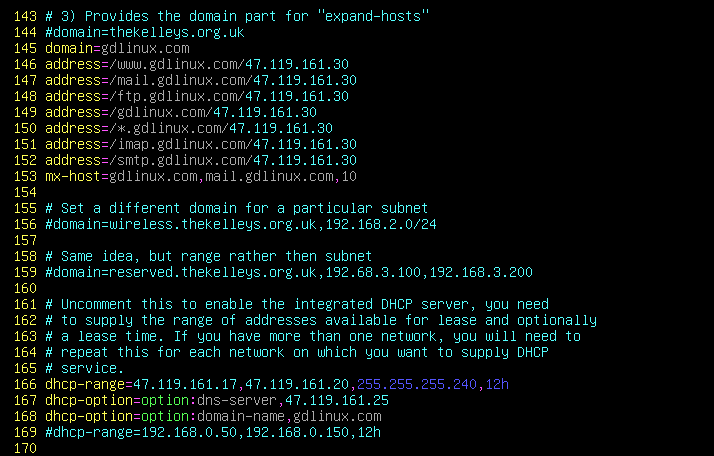 143 # 3) Provides the domain part for "expand-hosts"
144 #domain=thekelleys.org.uk
145 domain=gdlinux.com
146 address=/www.gdlinux.com/47.119.161.30
147 address=/mail.gdlinux.com/47.119.161.30
148 address=/ftp.gdlinux.com/47.119.161.30
149 address=/gdlinux.com/47.119.161.30
150 address=/*.gdlinux.com/47.119.161.30
151 address=/imap.gdlinux.com/47.119.161.30
152 address=/smtp.gdlinux.com/47.119.161.30
153 mx-host=gdlinux.com,mail.gdlinux.com,10
154
155 # Set a different domain for a particular subnet
156 #domain=wireless.thekelleys.org.uk,192.168.2.0/24
157
158 # Same idea, but range rather then subnet
159 #domain=reserved.thekelleys.org.uk,192.68.3.100,192.168.3.200
160
161 # Uncomment this to enable the integrated DHCP server, you need
162 # to supply the range of addresses available for lease and optionally
163 # a lease time. If you have more than one network, you will need to
164 # repeat this for each network on which you want to supply DHCP
165 # service.
166 dhcp-range=47.119.161.17,47.119.161.20,255.255.255.240,12h
167 dhcp-option=option:dns-server,47.119.161.25
168 dhcp-option=option:domain-name,gdlinux.com
169 #dhcp-range=192.168.0.50,192.168.0.150,12h
170